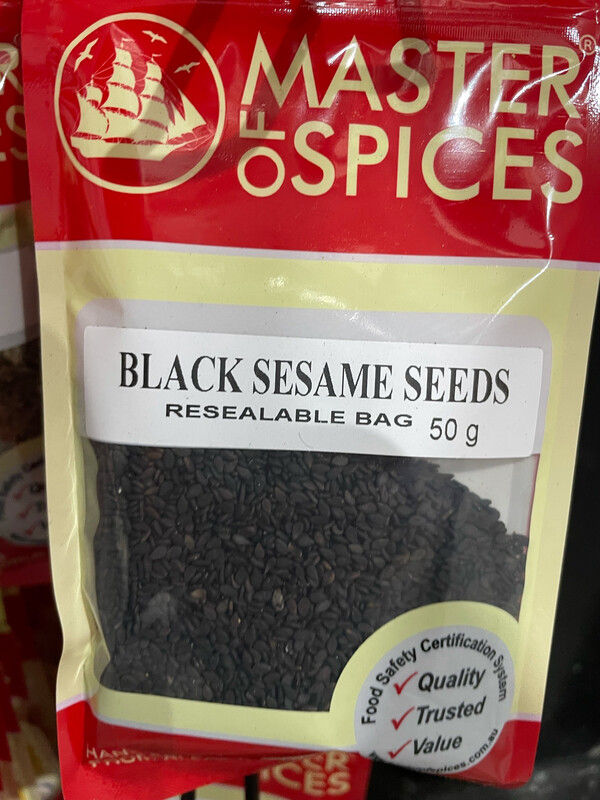 MASTER
OF SPICES
®
BLACK SESAME SEEDS
RESEALABLE BAG 50 g
Food Safety Certification System
Quality
Trusted
Value